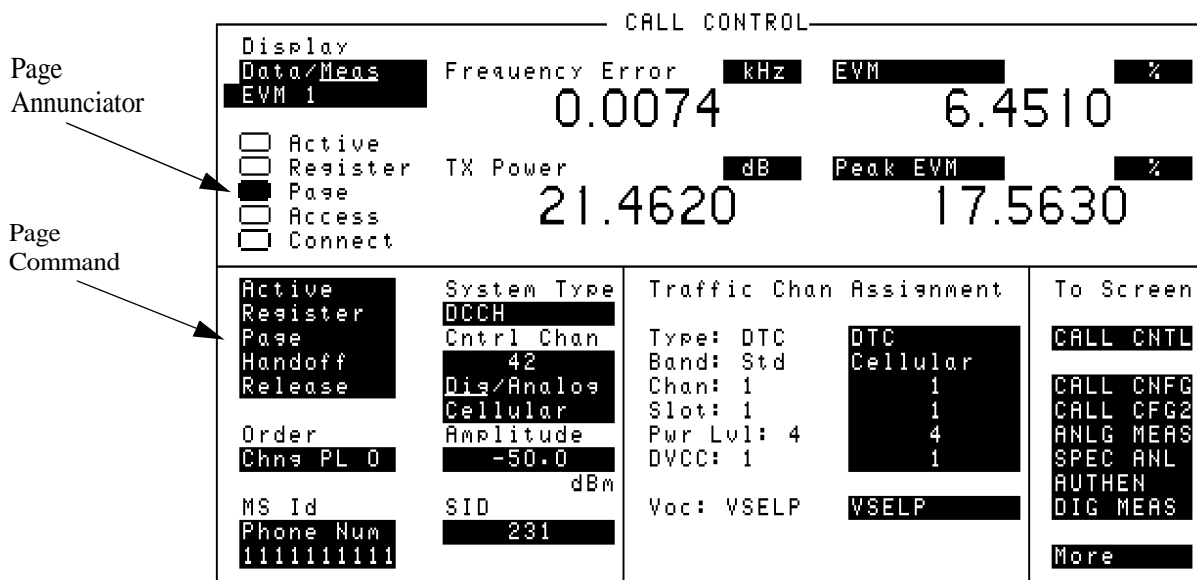 CALL CONTROL
Page
Annunciator
Page
Command
Display
Data/Meas
EVM 1
Frequency Error kHz
0.0074
EVM %
6.4510
Active
Register
Page
Access
Connect
TX Power dB
21.4620
Peak EVM %
17.5630
Active
Register
Page
Handoff
Release
Order
Chng PL 0
MS Id
Phone Num
1111111111
System Type
DCCH
Cntrl Chan
42
Dig/Analog
Cellular
Amplitude
-50.0
dBm
SID
231
Traffic Chan Assignment
Type: DTC DTC
Band: Std Cellular
Chan: 1 1
Slot: 1 1
Pwr Lvl: 4 4
DVCC: 1 1
Voc: VSELP VSELP
To Screen
CALL CNTL
CALL CNFG
CALL CFG2
ANLG MEAS
SPEC ANL
AUTHEN
DIG MEAS
More